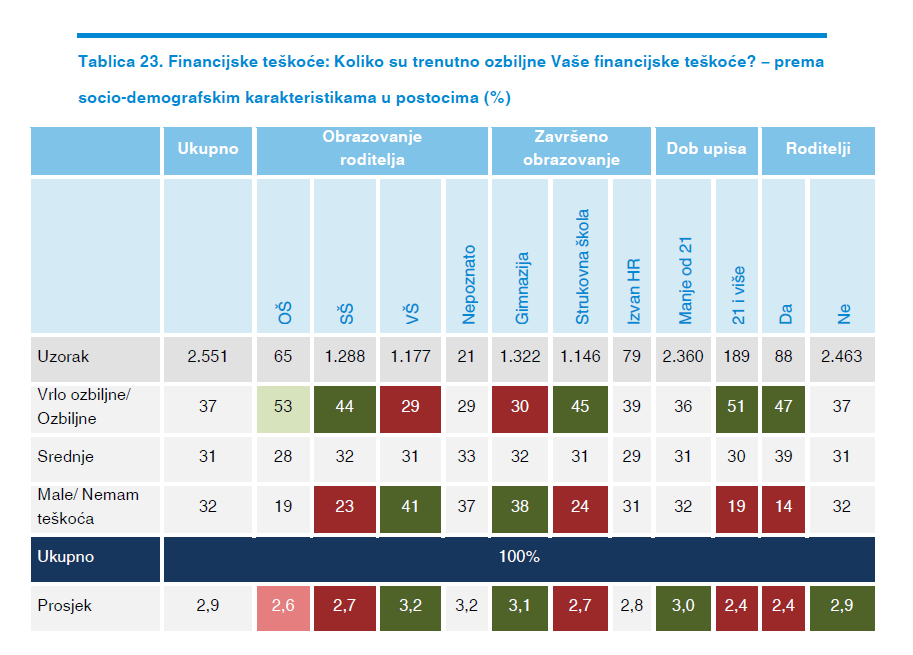 Tablica 23. Financijske teškoće: Koliko su trenutno ozbiljne Vaše financijske teškoće? – prema
socio-demografskim karakteristikama u postocima (%)
Ukupno Obrazovanje roditelja Završeno obrazovanje Dob upisa Roditelji
OŠ SŠ VŠ Nepoznato Gimnazija Strukovna škola Izvan HR Manje od 21 21 i više Da Ne
Uzorak 2.551 65 1.288 1.177 21 1.322 1.146 79 2.360 189 88 2.463
Vrlo ozbiljne/ Ozbiljne 37 53 44 29 29 30 45 39 36 51 47 37
Srednje 31 28 32 31 33 32 31 29 31 30 39 31
Male/ Nemam teškoća 32 19 23 41 37 38 24 31 32 19 14 32
Ukupno 100%
Prosjek 2,9 2,6 2,7 3,2 3,2 3,1 2,7 2,8 3,0 2,4 2,4 2,9